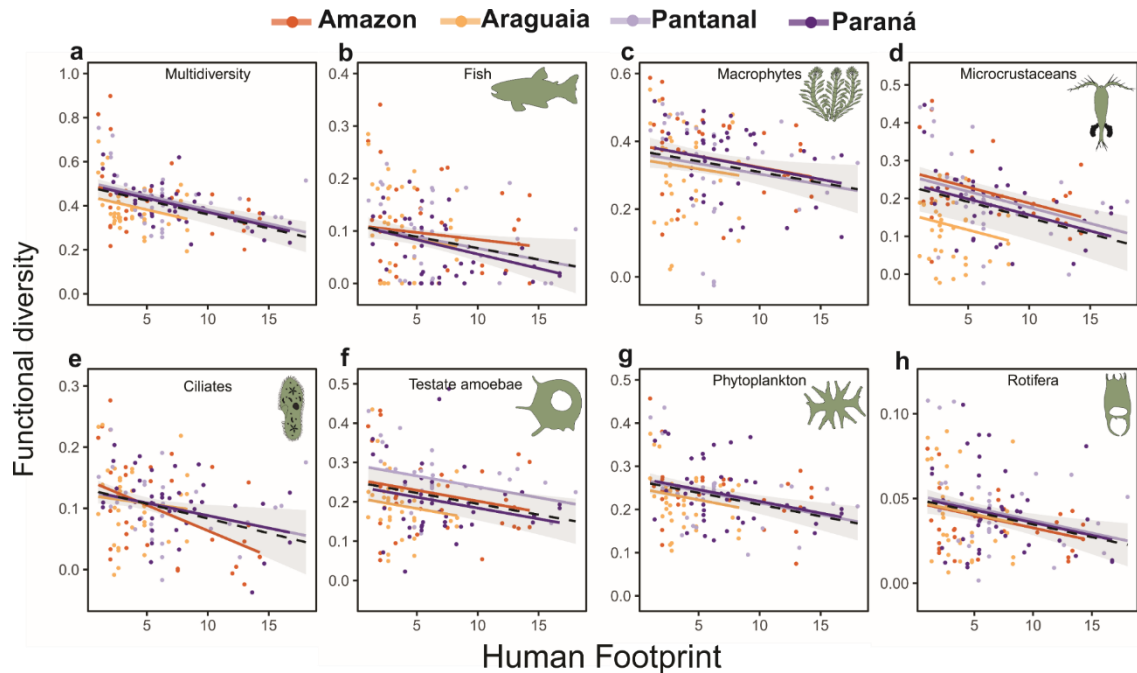 Amazon Araguaia Pantanal Paraná
a b c d
Multidiversity Fish Macrophytes Microcrustaceans
1.0 0.4 0.6 0.5
0.8 0.3 0.4 0.4
0.6 0.2 0.2 0.3
0.4 0.1 0.0 0.2
0.2 0.0 0.1
0.0 0.0
5 10 15 5 10 15 5 10 15 5 10 15
Functional diversity
e f g h
Ciliates Testate amoebae Phytoplankton Rotifera
0.3 0.5 0.5 0.10
0.2 0.4 0.4 0.05
0.1 0.3 0.3 0.00
0.0 0.2 0.2
0.1 0.1
0.0 0.0
5 10 15 5 10 15 5 10 15 5 10 15
Human Footprint